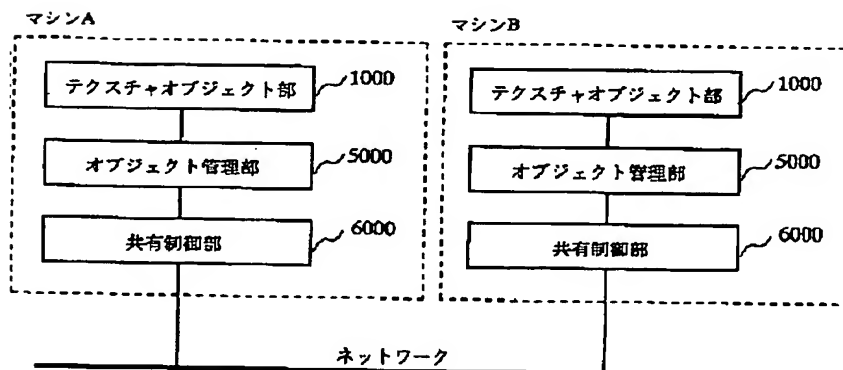 マシンA
テクスチャオブジェクト部
1000
オブジェクト管理部
5000
共有制御部
6000
マシンB
テクスチャオブジェクト部
1000
オブジェクト管理部
5000
共有制御部
6000
ネットワーク